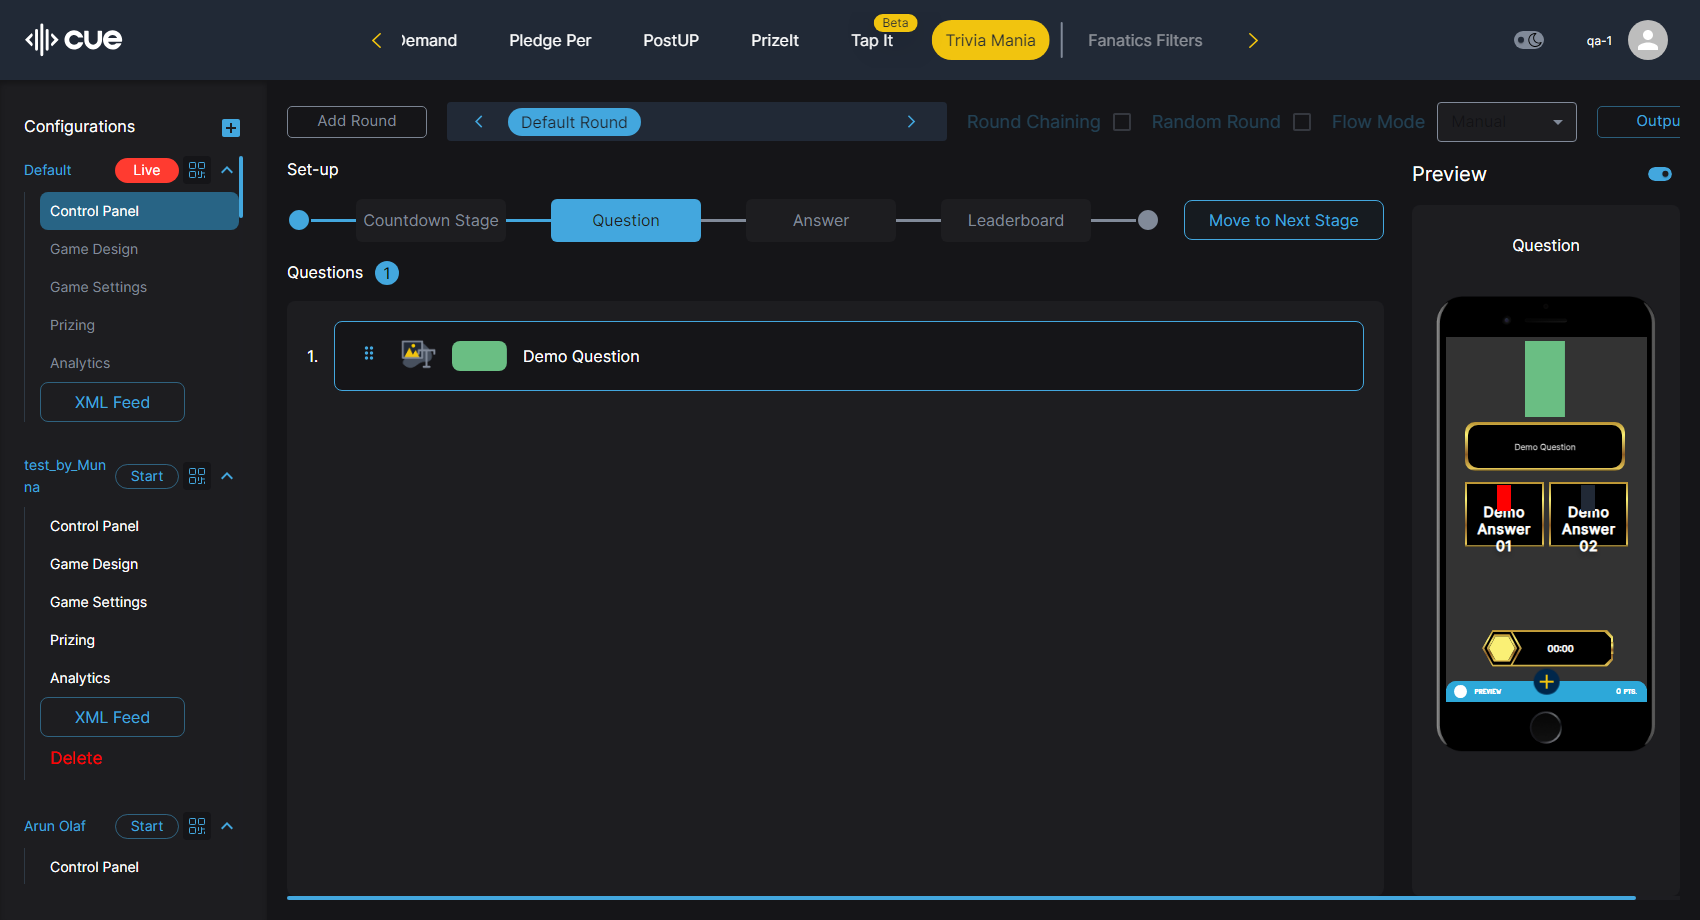 cue
Demand
Pledge Per
PostUP
PrizeIt
Tap It
Beta
Trivia Mania
Fanatics Filters
qa-1
Configurations
Default
Live
Control Panel
Game Design
Game Settings
Prizing
Analytics
XML Feed
test_by_Mun
na
Start
Control Panel
Game Design
Game Settings
Prizing
Analytics
XML Feed
Delete
Arun Olaf
Start
Control Panel
Add Round
Default Round
Round Chaining
Random Round
Flow Mode
Manual
Outpu
Set-up
Countdown Stage
Question
Answer
Leaderboard
Move to Next Stage
Questions 1
1.
Demo Question
Preview
Question
Demo Question
Demo
Answer
01
Demo
Answer
02
00:00
PREVIEW
0 PTS.